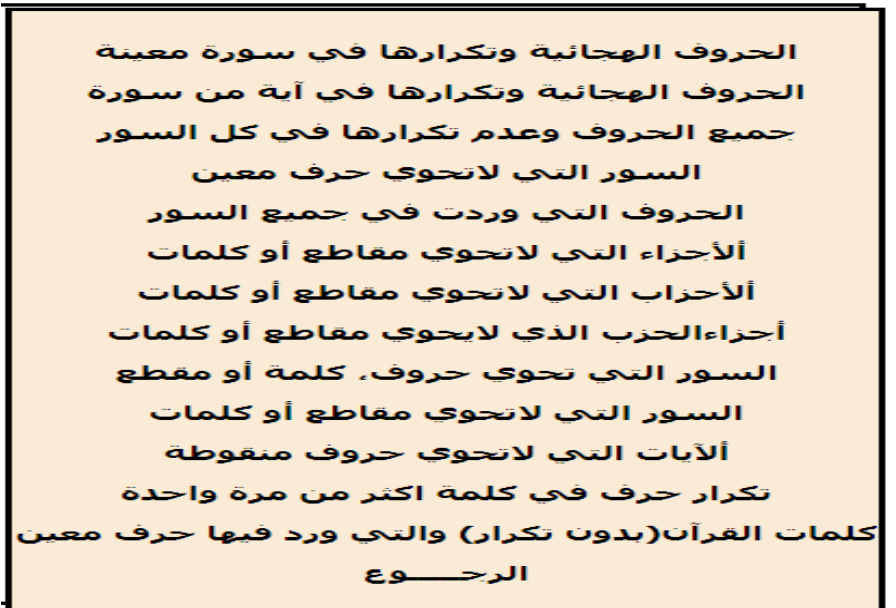 الحروف الهجائية وتكرارها في سورة معينة
الحروف الهجائية وتكرارها في آية من سورة
جميع الحروف وعدم تكرارها في كل السور
السور التي لاتحوي حرف معين
الحروف التي وردت في جميع السور
ألأجزاء التي لاتحوي مقاطع أو كلمات
ألأحزاب التي لاتحوي مقاطع أو كلمات
أجزاءالحزب الذي لايحوي مقاطع أو كلمات
السور التي تحوي حروف، كلمة أو مقطع
السور التي لاتحوي مقاطع أو كلمات
ألآيات التي لاتحوي حروف منقوطة
تكرار حرف في كلمة اكثر من مرة واحدة
كلمات القرآن(بدون تكرار) والتي ورد فيها حرف معين
الرجـــــوع